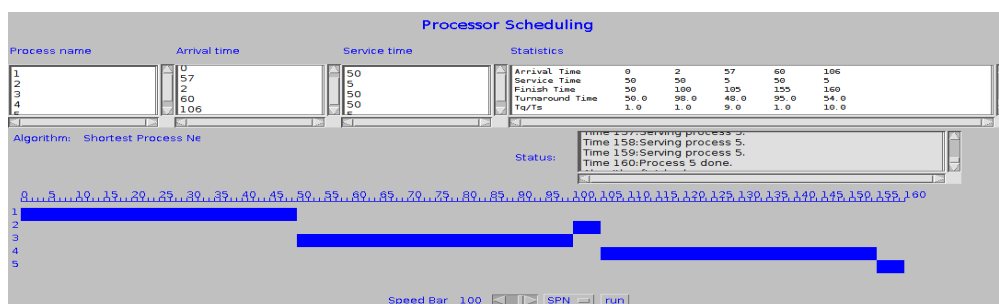 Processor Scheduling
Process name Arrival time Service time Statistics
1
2
3
4
0
57
2
60
106
50
5
50
50
Arrival Time 0 2 57 60 106
Service Time 50 50 5 50 5
Finish Time 50 100 105 155 160
Turnaround Time 50.0 98.0 48.0 95.0 54.0
Tq/Ts 1.0 1.0 9.0 1.0 10.0
Algorithm: Shortest Process Ne
Status:
Time 157:Serving process 5.
Time 158:Serving process 5.
Time 159:Serving process 5.
Time 160:Process 5 done.
0 5 10 15 20 25 30 35 40 45 50 55 60 65 70 75 80 85 90 95 100 105 110 115 120 125 130 135 140 145 150 155 160
1
2
3
4
5
Speed Bar 100 SPN run